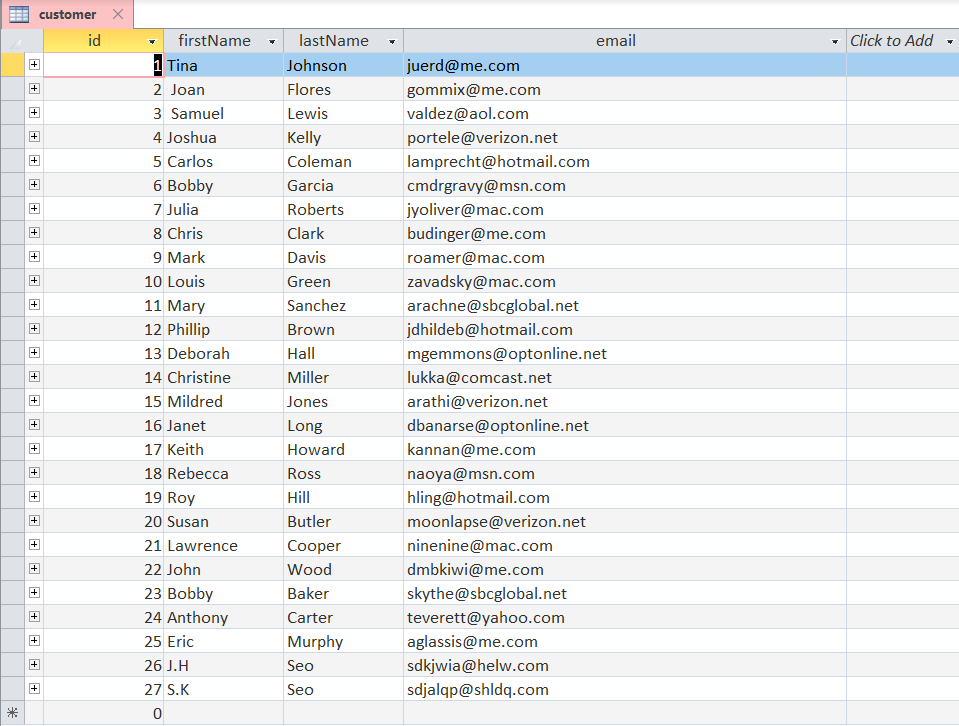 customer
id firstName lastName email Click to Add
1 Tina Johnson juerd@me.com
2 Joan Flores gommix@me.com
3 Samuel Lewis valdez@aol.com
4 Joshua Kelly portele@verizon.net
5 Carlos Coleman lamprecht@hotmail.com
6 Bobby Garcia cmdrgravy@msn.com
7 Julia Roberts jyoliver@mac.com
8 Chris Clark budinger@me.com
9 Mark Davis roamer@mac.com
10 Louis Green zavadsky@mac.com
11 Mary Sanchez arachne@sbcglobal.net
12 Phillip Brown jdhildeb@hotmail.com
13 Deborah Hall mgemmons@optonline.net
14 Christine Miller lukka@comcast.net
15 Mildred Jones arathi@verizon.net
16 Janet Long dbanarse@optonline.net
17 Keith Howard kannan@me.com
18 Rebecca Ross naoya@msn.com
19 Roy Hill hling@hotmail.com
20 Susan Butler moonlapse@verizon.net
21 Lawrence Cooper ninenine@mac.com
22 John Wood dmbkiwi@me.com
23 Bobby Baker skythe@sbcglobal.net
24 Anthony Carter teverett@yahoo.com
25 Eric Murphy aglassis@me.com
26 J.H Seo sdkjwia@helw.com
27 S.K Seo sdjalqp@shldq.com
0